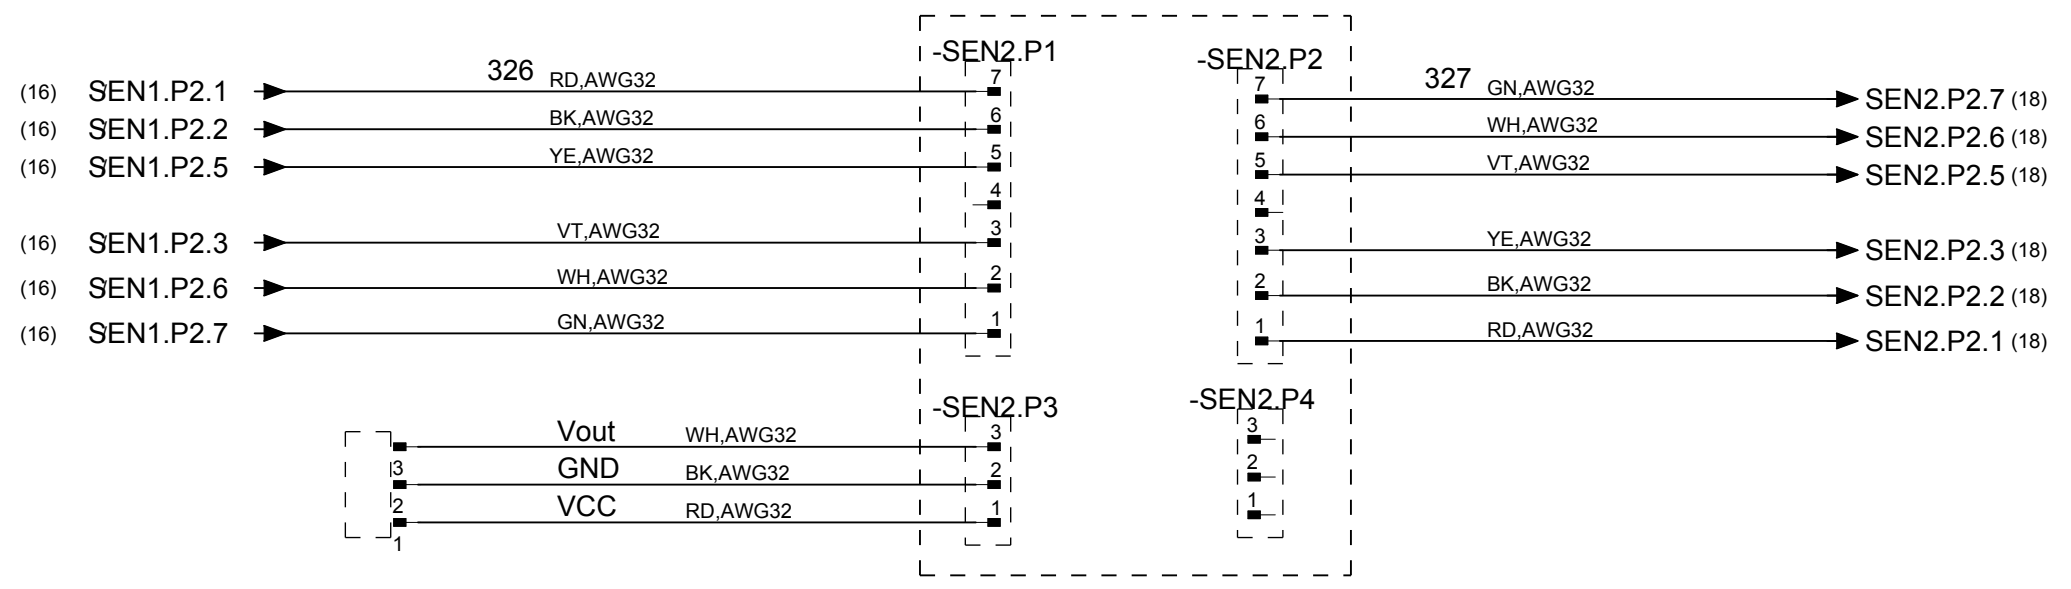 -SEN2.P1
-SEN2.P2
326
327
(16) SEN1.P2.1 RD,AWG32 7
7 GN,AWG32 SEN2.P2.7 (18)
(16) SEN1.P2.2 BK,AWG32 6
6 WH,AWG32 SEN2.P2.6 (18)
(16) SEN1.P2.5 YE,AWG32 5
5 VT,AWG32 SEN2.P2.5 (18)
4
4
(16) SEN1.P2.3 VT,AWG32 3
3 YE,AWG32 SEN2.P2.3 (18)
(16) SEN1.P2.6 WH,AWG32 2
2 BK,AWG32 SEN2.P2.2 (18)
(16) SEN1.P2.7 GN,AWG32 1
1 RD,AWG32 SEN2.P2.1 (18)
-SEN2.P3
-SEN2.P4
3 Vout WH,AWG32 3
3
2 GND BK,AWG32 2
2
1 VCC RD,AWG32 1
1